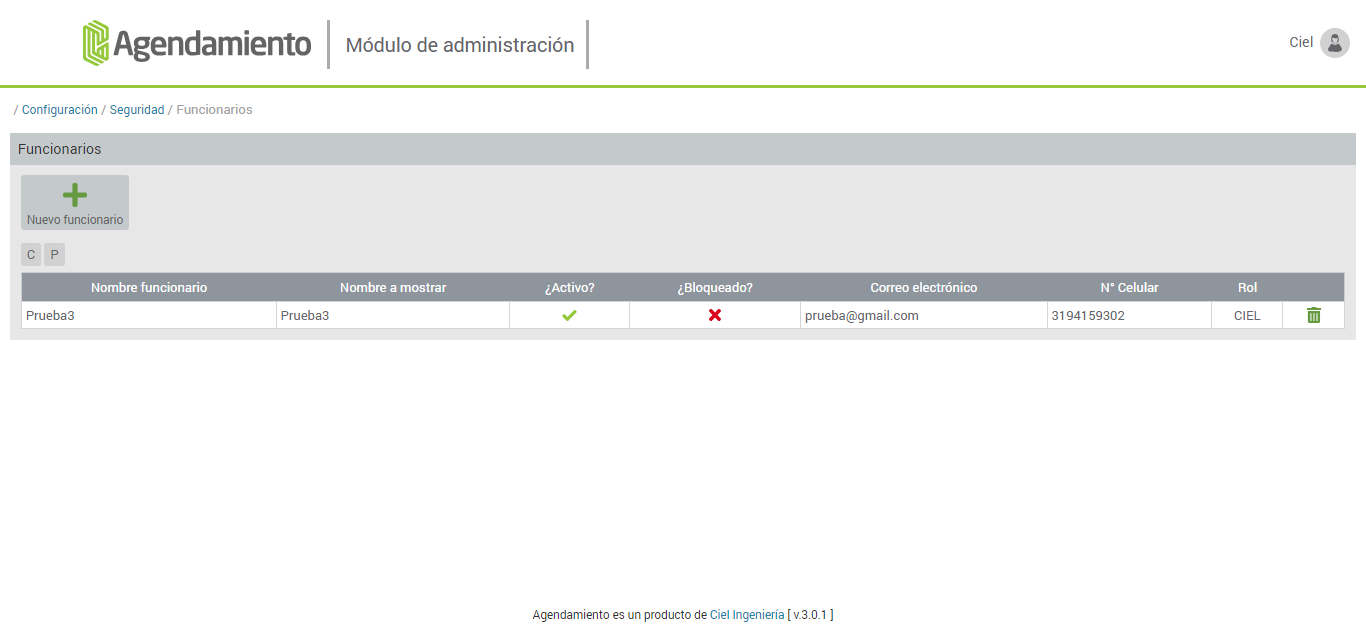 Agendamiento
Módulo de administración
Ciel
/ Configuración / Seguridad / Funcionarios
Funcionarios
Nuevo funcionario
C P
Nombre funcionario Nombre a mostrar ¿Activo? ¿Bloqueado? Correo electrónico N° Celular Rol
Prueba3 Prueba3 prueba@gmail.com 3194159302 CIEL
Agendamiento es un producto de Ciel Ingeniería [ v.3.0.1 ]